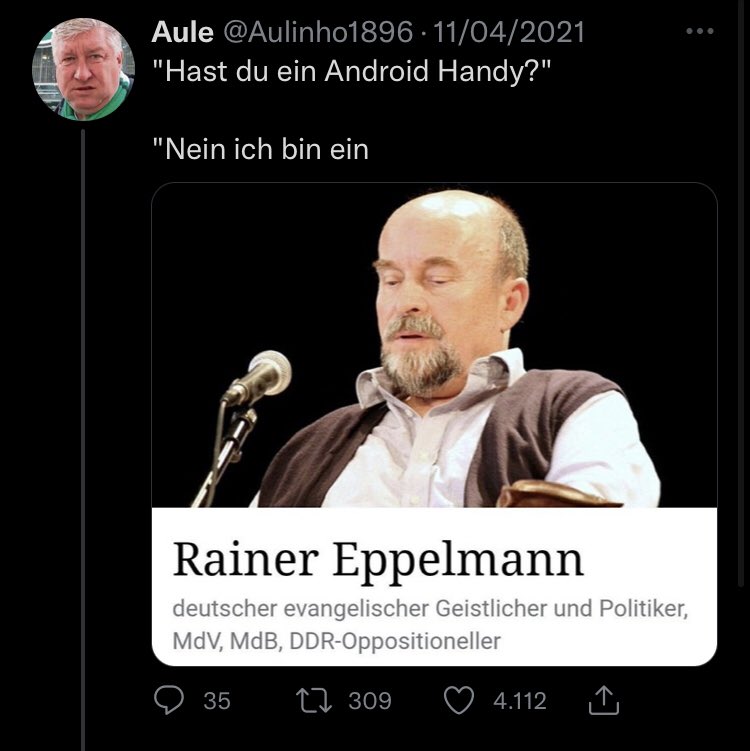 Aule @Aulinho1896 · 11/04/2021
"Hast du ein Android Handy?"
"Nein ich bin ein
Rainer Eppelmann
deutscher evangelischer Geistlicher und Politiker,
MdV, MdB, DDR-Oppositioneller
35 309 4.112